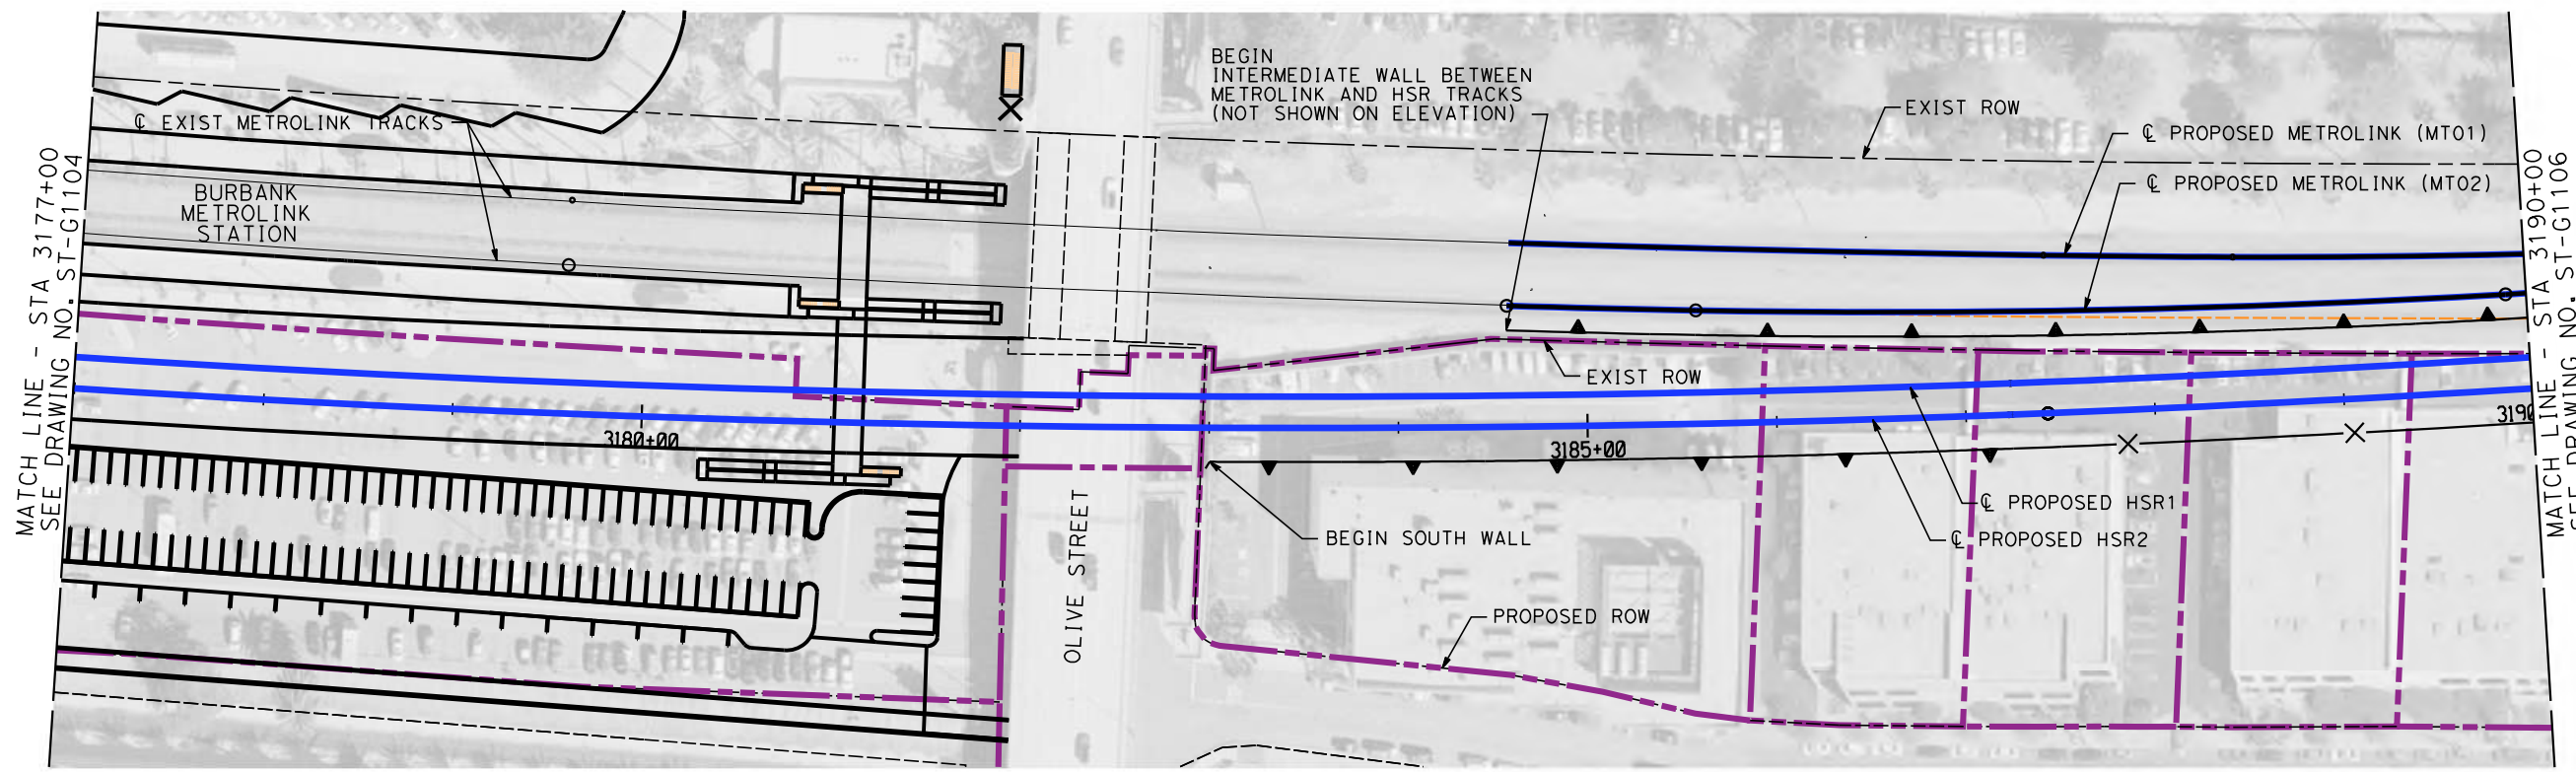 MATCH LINE - STA 3177+00
SEE DRAWING NO. ST-G1104
℄ EXIST METROLINK TRACKS
BURBANK
METROLINK
STATION
BEGIN
INTERMEDIATE WALL BETWEEN
METROLINK AND HSR TRACKS
(NOT SHOWN ON ELEVATION)
EXIST ROW
℄ PROPOSED METROLINK (MT01)
℄ PROPOSED METROLINK (MT02)
EXIST ROW
3180+00
3185+00
3190
℄ PROPOSED HSR1
℄ PROPOSED HSR2
BEGIN SOUTH WALL
OLIVE STREET
PROPOSED ROW
MATCH LINE - STA 3190+00
SEE DRAWING NO. ST-G1106